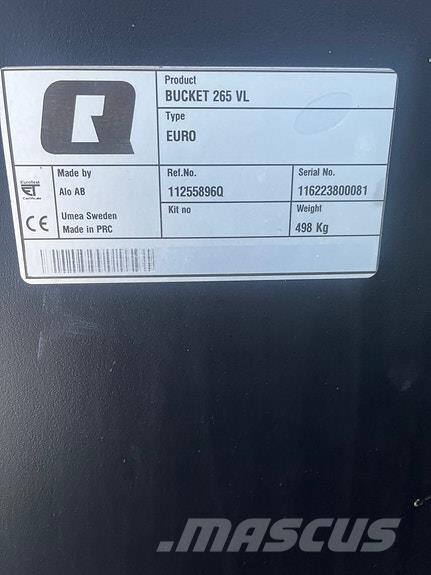 Product
BUCKET 265 VL
Type
EURO
Made by
Alo AB
Umea Sweden
Made in PRC
Ref.No.
11255896Q
Kit no
Serial No.
116223800081
Weight
498 Kg
CE
MASCUS